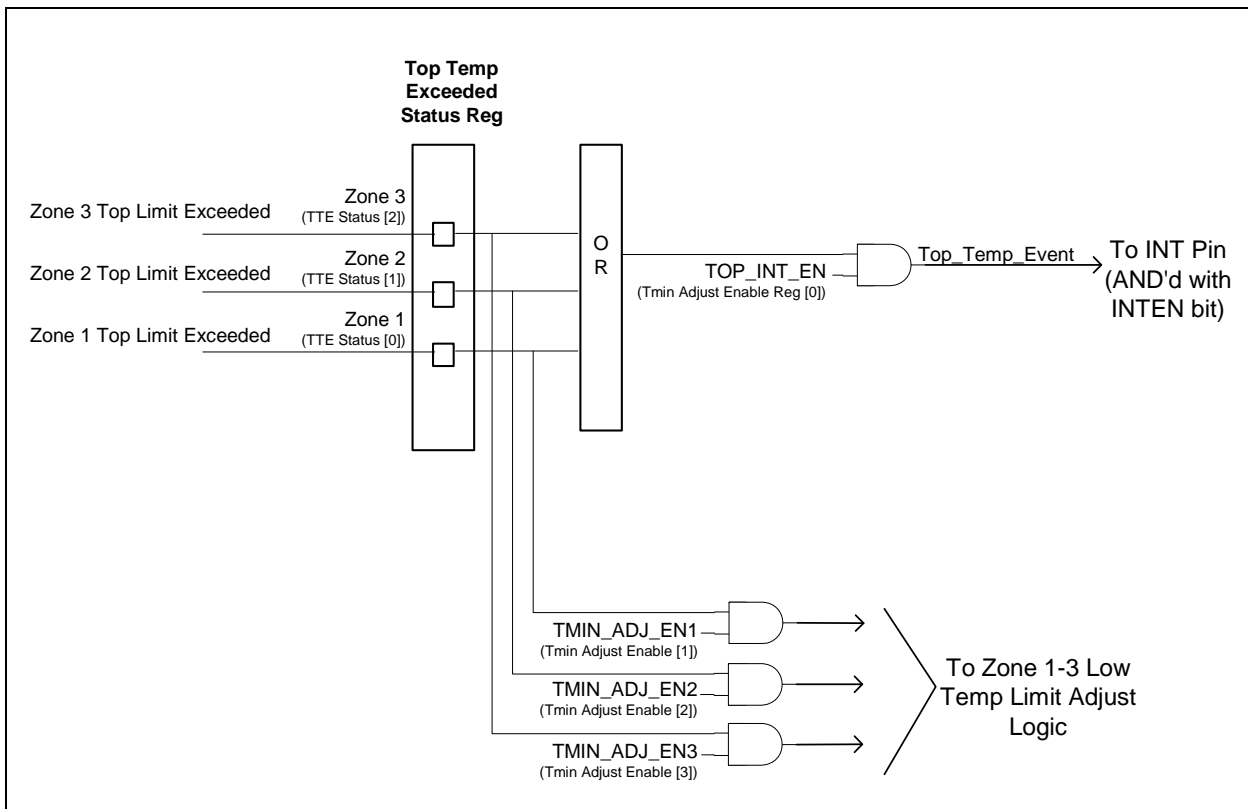 Top Temp
Exceeded
Status Reg
Zone 3 Top Limit Exceeded
Zone 3
(TTE Status [2])
Zone 2 Top Limit Exceeded
Zone 2
(TTE Status [1])
Zone 1 Top Limit Exceeded
Zone 1
(TTE Status [0])
O
R
TOP_INT_EN
(Tmin Adjust Enable Reg [0])
Top_Temp_Event
To INT Pin
(AND'd with
INTEN bit)
TMIN_ADJ_EN1
(Tmin Adjust Enable [1])
TMIN_ADJ_EN2
(Tmin Adjust Enable [2])
TMIN_ADJ_EN3
(Tmin Adjust Enable [3])
To Zone 1-3 Low
Temp Limit Adjust
Logic